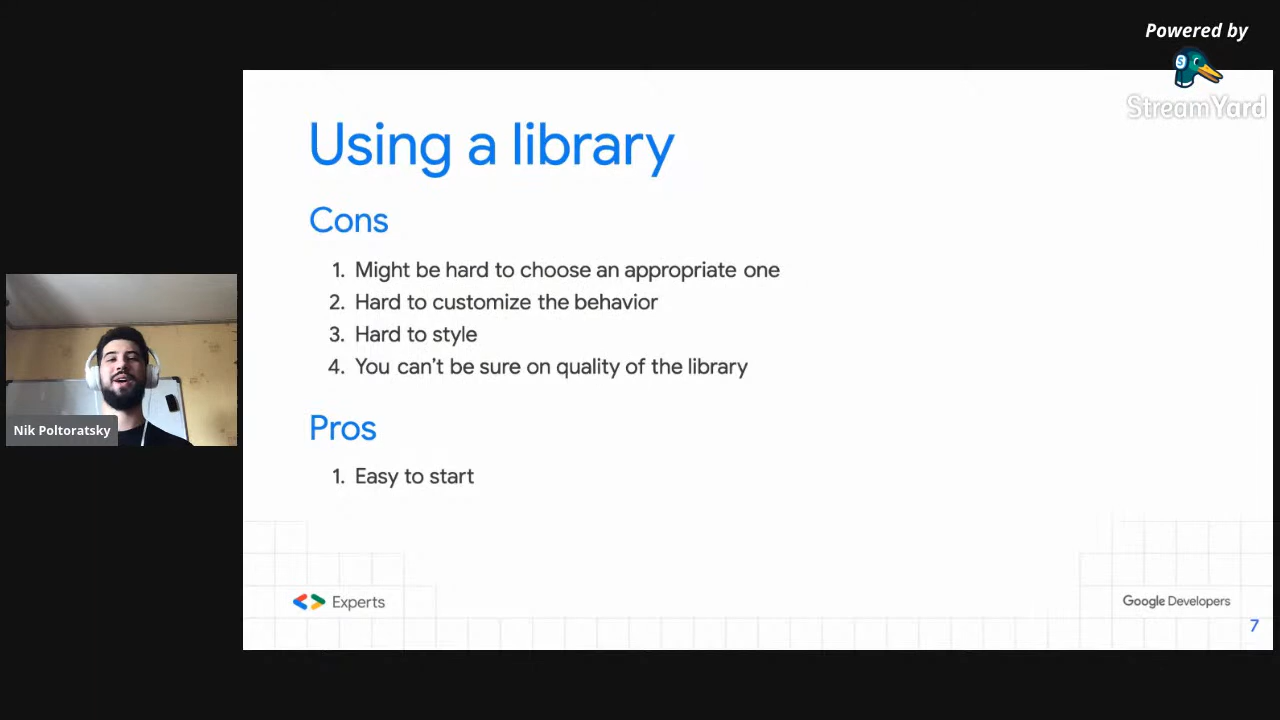 Powered by
StreamYard
Using a library
Cons
1. Might be hard to choose an appropriate one
2. Hard to customize the behavior
3. Hard to style
4. You can't be sure on quality of the library
Pros
1. Easy to start
Nik Poltoratsky
Experts
Google Developers
7